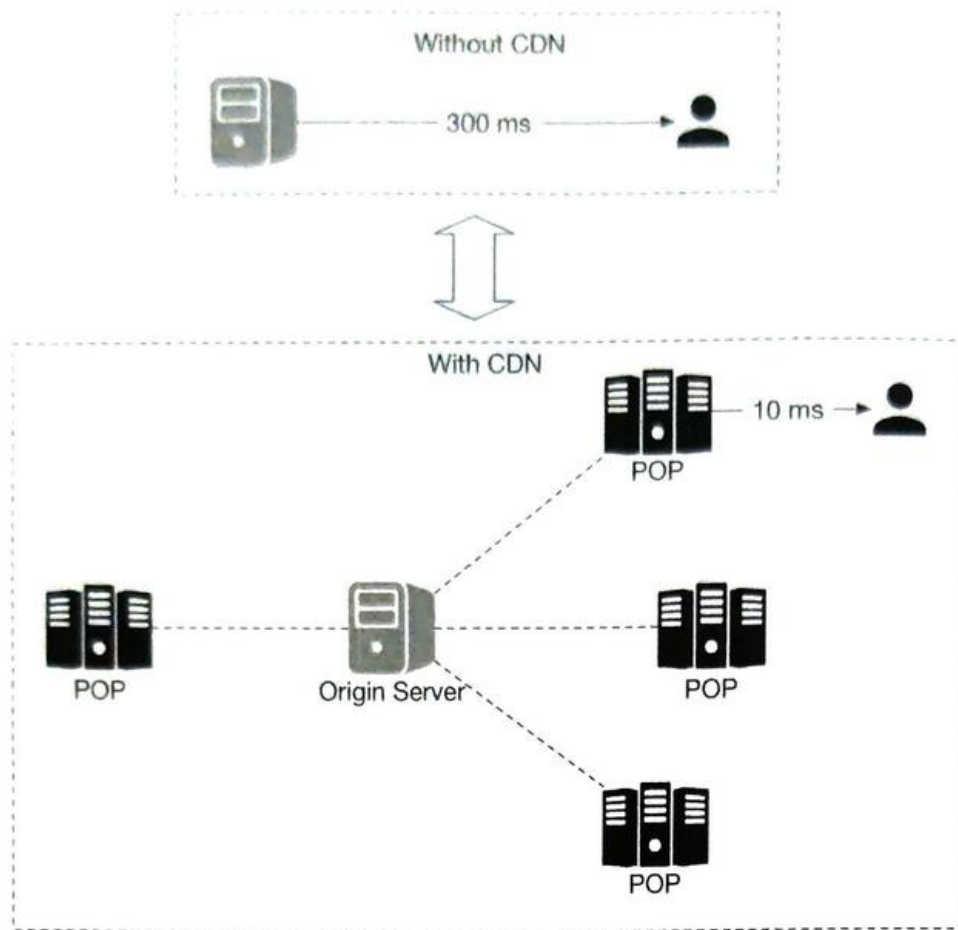 Without CDN
300 ms
With CDN
10 ms
POP
POP
Origin Server
POP
POP